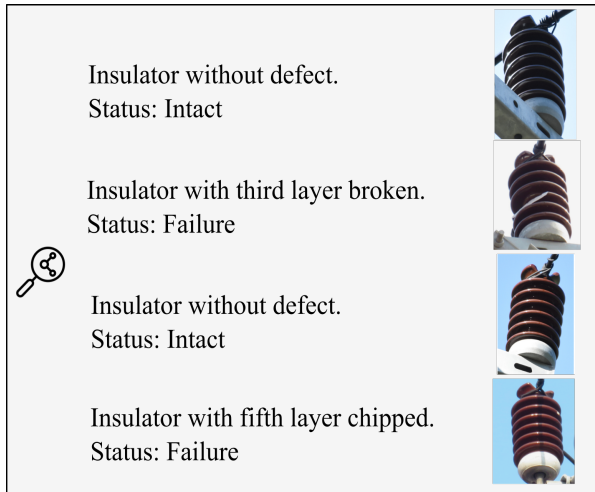 Insulator without defect.
Status: Intact
Insulator with third layer broken.
Status: Failure
Insulator without defect.
Status: Intact
Insulator with fifth layer chipped.
Status: Failure